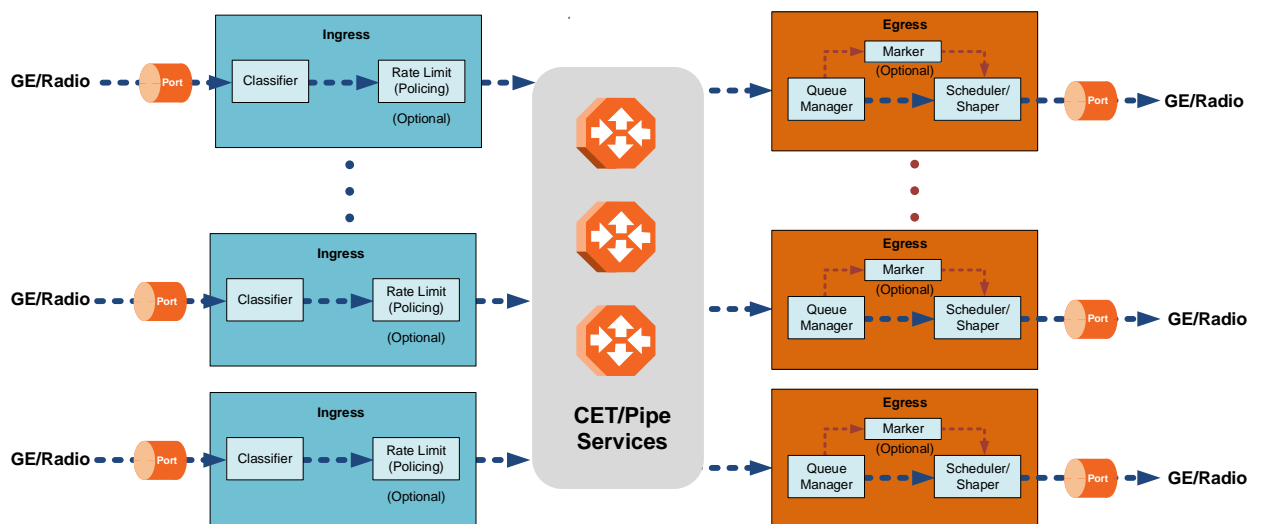 Ingress
GE/Radio
Port
Classifier
Rate Limit
(Policing)
(Optional)
Egress
Marker
(Optional)
Queue
Manager
Scheduler/
Shaper
Port
GE/Radio
Ingress
GE/Radio
Port
Classifier
Rate Limit
(Policing)
(Optional)
Egress
Marker
(Optional)
Queue
Manager
Scheduler/
Shaper
Port
GE/Radio
Ingress
GE/Radio
Port
Classifier
Rate Limit
(Policing)
(Optional)
CET/Pipe
Services
Egress
Marker
(Optional)
Queue
Manager
Scheduler/
Shaper
Port
GE/Radio